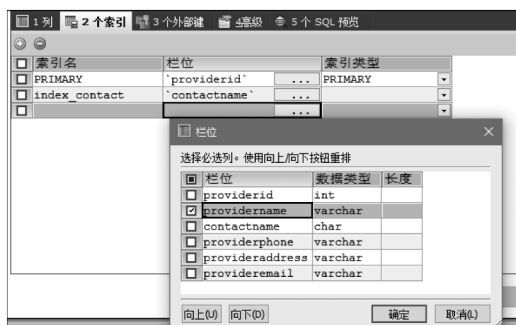 1 列 2 个索引 3 个外部键 4高级 5 个 SQL 预览
索引名 栏位 索引类型
PRIMARY `providerid` ... PRIMARY
index_contact `contactname` ...
...
栏位
选择必选列。使用向上/向下按钮重排
栏位 数据类型 长度
providerid int
providername varchar
contactname char
providerphone varchar
provideraddress varchar
provideremail varchar
向上(U) 向下(D) 确定 取消(L)